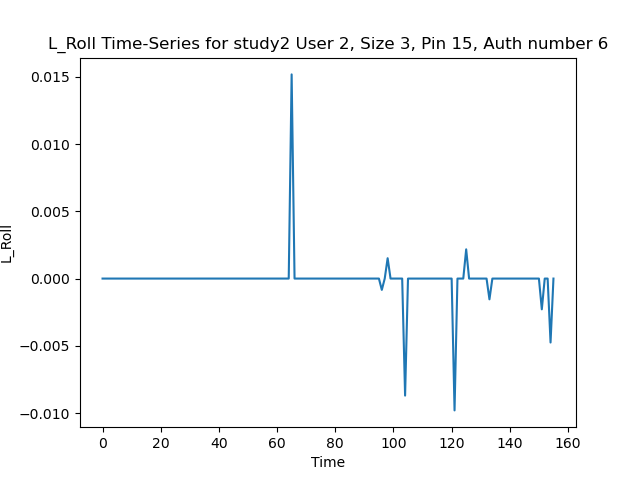 L_Roll Time-Series for study2 User 2, Size 3, Pin 15, Auth number 6
0.015
0.010
0.005
0.000
−0.005
−0.010
L_Roll
0 20 40 60 80 100 120 140 160
Time